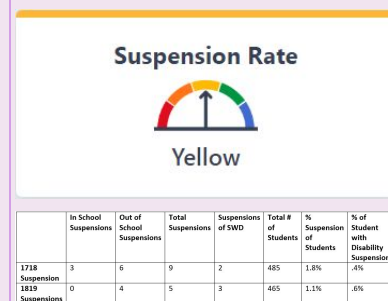 Suspension Rate
Yellow
In School Suspensions | Out of School Suspensions | Total Suspensions | Suspensions of SWD | Total # of Students | % Suspension of Students | % of Student with Disability Suspension
1718 Suspension | 3 | 6 | 9 | 2 | 485 | 1.8% | .4%
1819 Suspensions | 0 | 4 | 5 | 3 | 465 | 1.1% | .6%